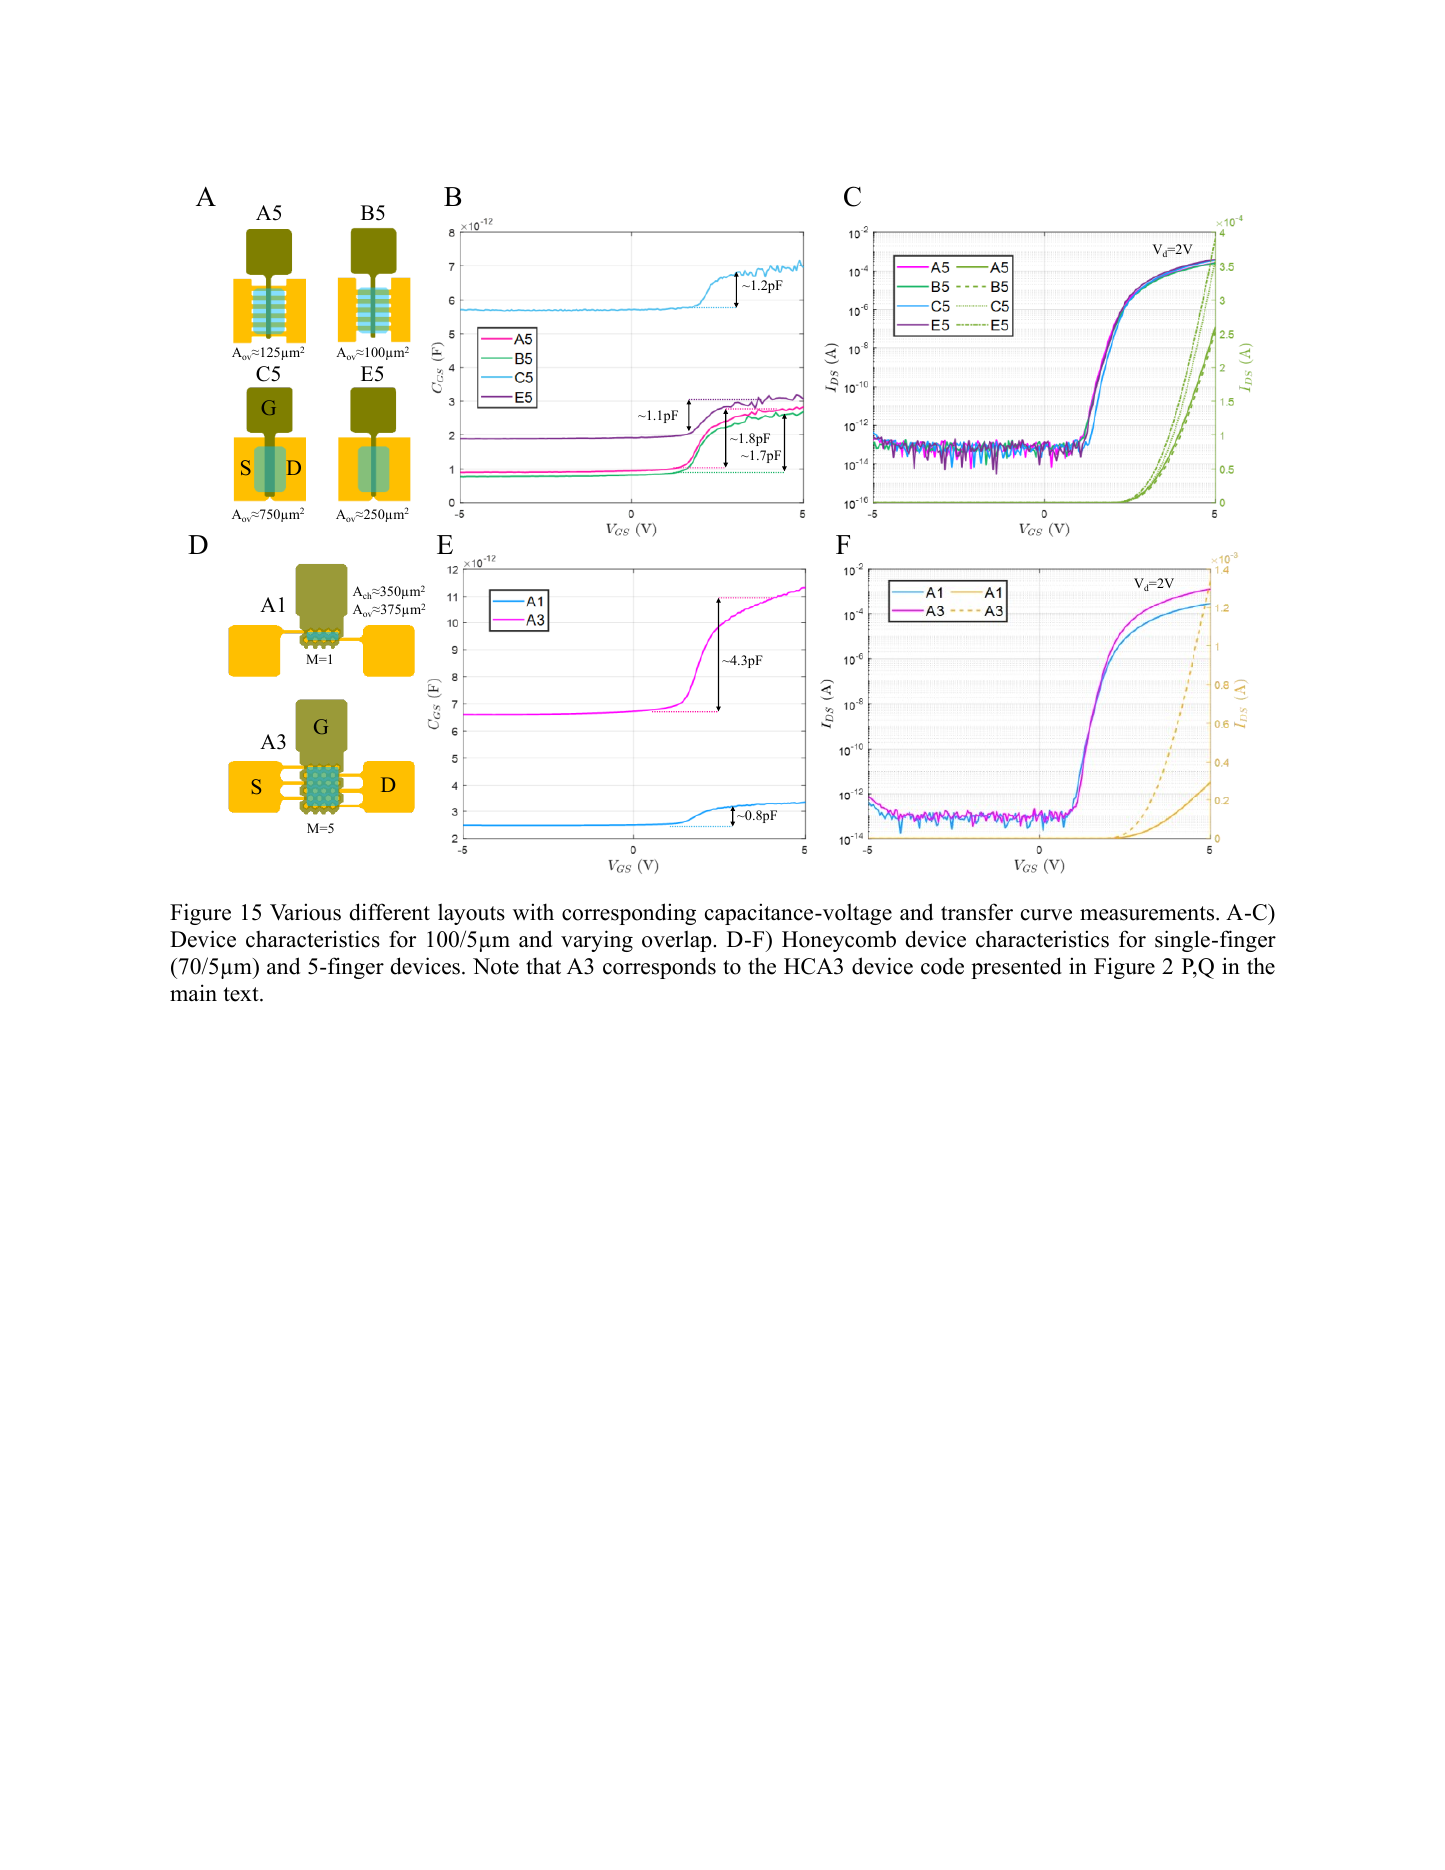 A
A5
B5
Aov≈125µm²
Aov≈100µm²
C5
E5
G
S
D
Aov≈750µm²
Aov≈250µm²
B
×10⁻¹²
8
7
6
5
4
3
2
1
0
C_GS (F)
A5
B5
C5
E5
~1.2pF
~1.1pF
~1.8pF
~1.7pF
-5
0
5
V_GS (V)
C
10⁻²
10⁻⁴
10⁻⁶
10⁻⁸
10⁻¹⁰
10⁻¹²
10⁻¹⁴
10⁻¹⁶
I_DS (A)
A5 A5
B5 B5
C5 C5
E5 E5
Vd=2V
×10⁻⁴
4
3.5
3
2.5
2
1.5
1
0.5
0
I_DS (A)
-5
0
5
V_GS (V)
D
A1
Ach≈350µm²
Aov≈375µm²
M=1
A3
G
S
D
M=5
E
×10⁻¹²
12
11
10
9
8
7
6
5
4
3
2
C_GS (F)
A1
A3
~4.3pF
~0.8pF
-5
0
5
V_GS (V)
F
10⁻²
10⁻⁴
10⁻⁶
10⁻⁸
10⁻¹⁰
10⁻¹²
10⁻¹⁴
I_DS (A)
A1 A1
A3 A3
Vd=2V
×10⁻³
1.4
1.2
1
0.8
0.6
0.4
0.2
0
I_DS (A)
-5
0
5
V_GS (V)
Figure 15 Various different layouts with corresponding capacitance-voltage and transfer curve measurements. A-C)
Device characteristics for 100/5µm and varying overlap. D-F) Honeycomb device characteristics for single-finger
(70/5µm) and 5-finger devices. Note that A3 corresponds to the HCA3 device code presented in Figure 2 P,Q in the
main text.